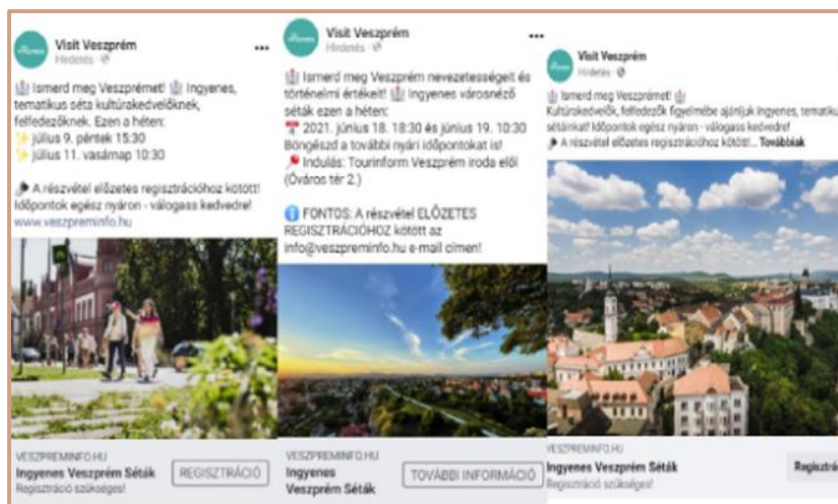 Visit Veszprém
Hirdetés
Ismerd meg Veszprémet! Ingyenes,
tematikus séta kultúrakedvelőknek,
felfedezőknek. Ezen a héten:
július 9. péntek 15:30
július 11. vasárnap 10:30
A részvétel előzetes regisztrációhoz kötött!
Időpontok egész nyáron - válogass kedvedre!
www.veszpreminfo.hu
VESZPREMINFO.HU
Ingyenes Veszprém Séták
Regisztráció szükséges!
REGISZTRÁCIÓ
Visit Veszprém
Hirdetés
Ismerd meg Veszprém nevezetességeit és
történelmi értékeit! Ingyenes városnéző
séták ezen a héten:
2021. június 18. 18:30 és június 19. 10:30
Böngészd a további nyári időpontokat is!
Indulás: Tourinform Veszprém iroda elől
(Óváros tér 2.)
FONTOS: A részvétel ELŐZETES
REGISZTRÁCIÓHOZ kötött az
info@veszpreminfo.hu e-mail címen!
VESZPREMINFO.HU
Ingyenes
Veszprém Séták
TOVÁBBI INFORMÁCIÓ
Visit Veszprém
Hirdetés
Ismerd meg Veszprémet!
Kultúrakedvelők, felfedezők figyelmébe ajánljuk ingyenes, tematiku
sétáinkat! Időpontok egész nyáron - válogass kedvedre!
A részvétel előzetes regisztrációhoz kötött!... Továbbiak
VESZPREMINFO.HU
Ingyenes Veszprém Séták
Regisztráció szükséges!
Regisztrá